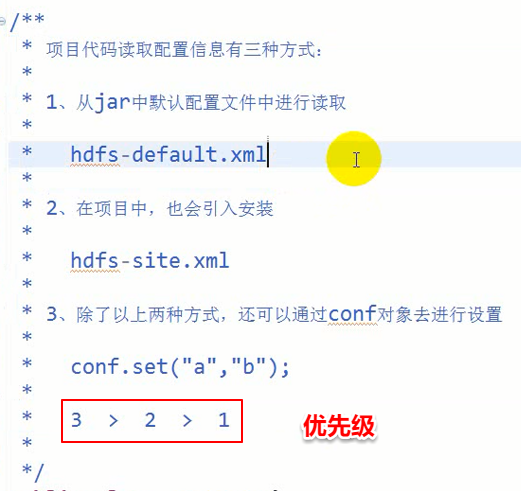 /**
* 项目代码读取配置信息有三种方式:
*
* 1、从jar中默认配置文件中进行读取
*
* hdfs-default.xml
*
* 2、在项目中，也会引入安装
*
* hdfs-site.xml
*
* 3、除了以上两种方式，还可以通过conf对象去进行设置
*
* conf.set("a","b");
*
* 3 > 2 > 1 优先级
*
*/